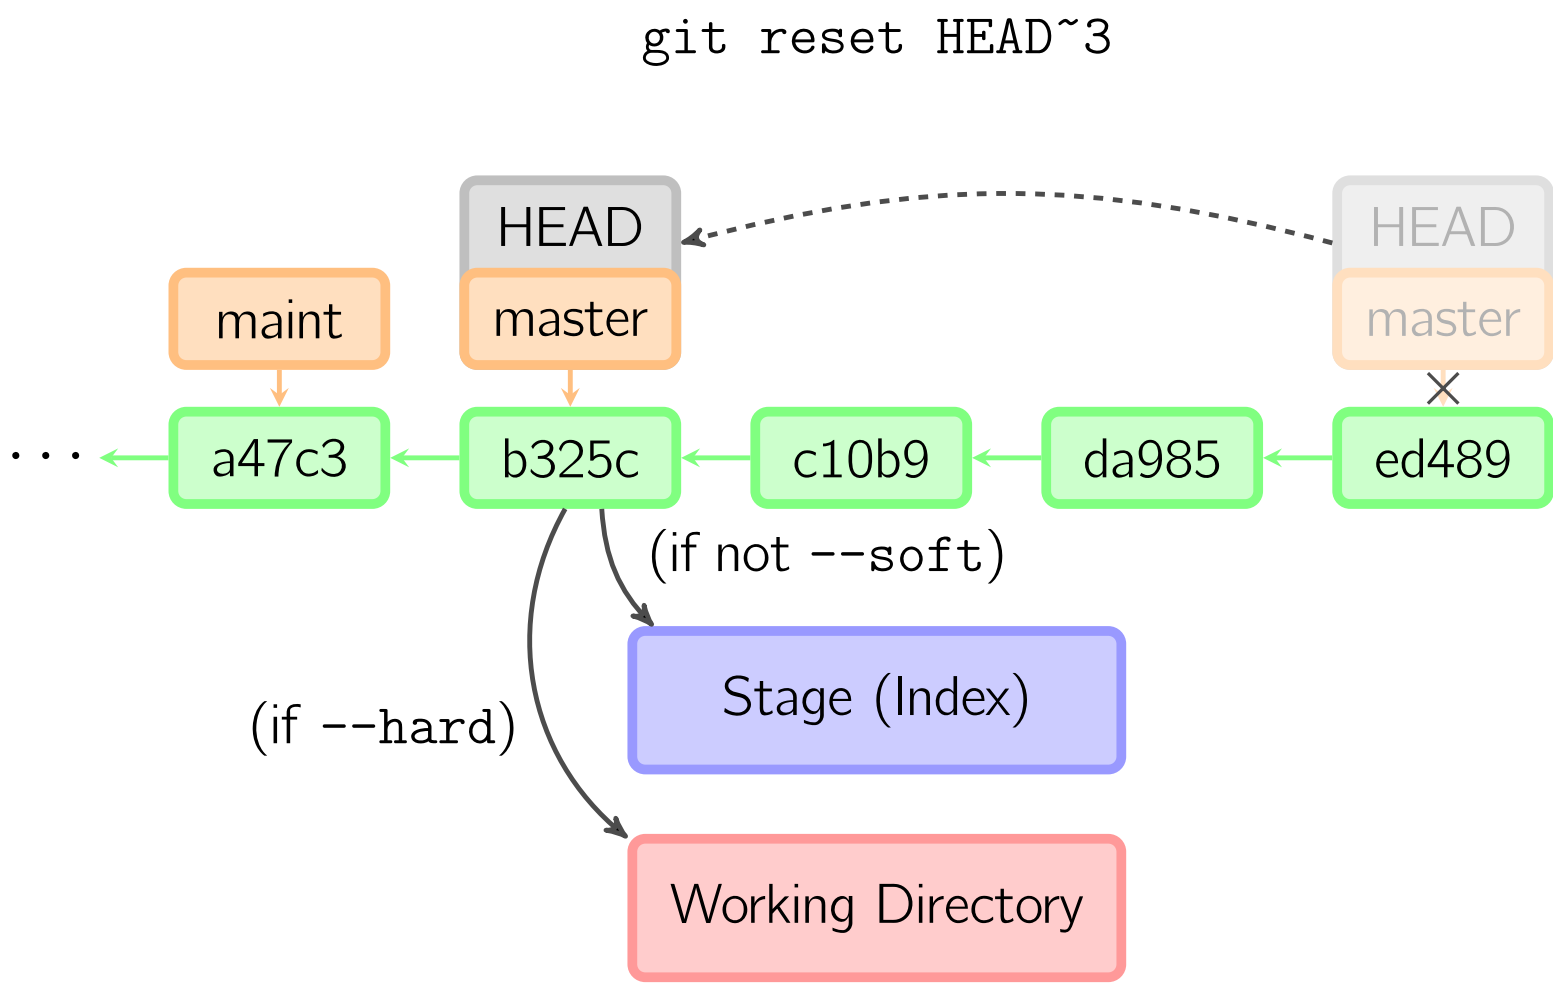 git reset HEAD~3
HEAD HEAD
maint master master
... a47c3 b325c c10b9 da985 ed489
(if not --soft)
Stage (Index)
(if --hard)
Working Directory